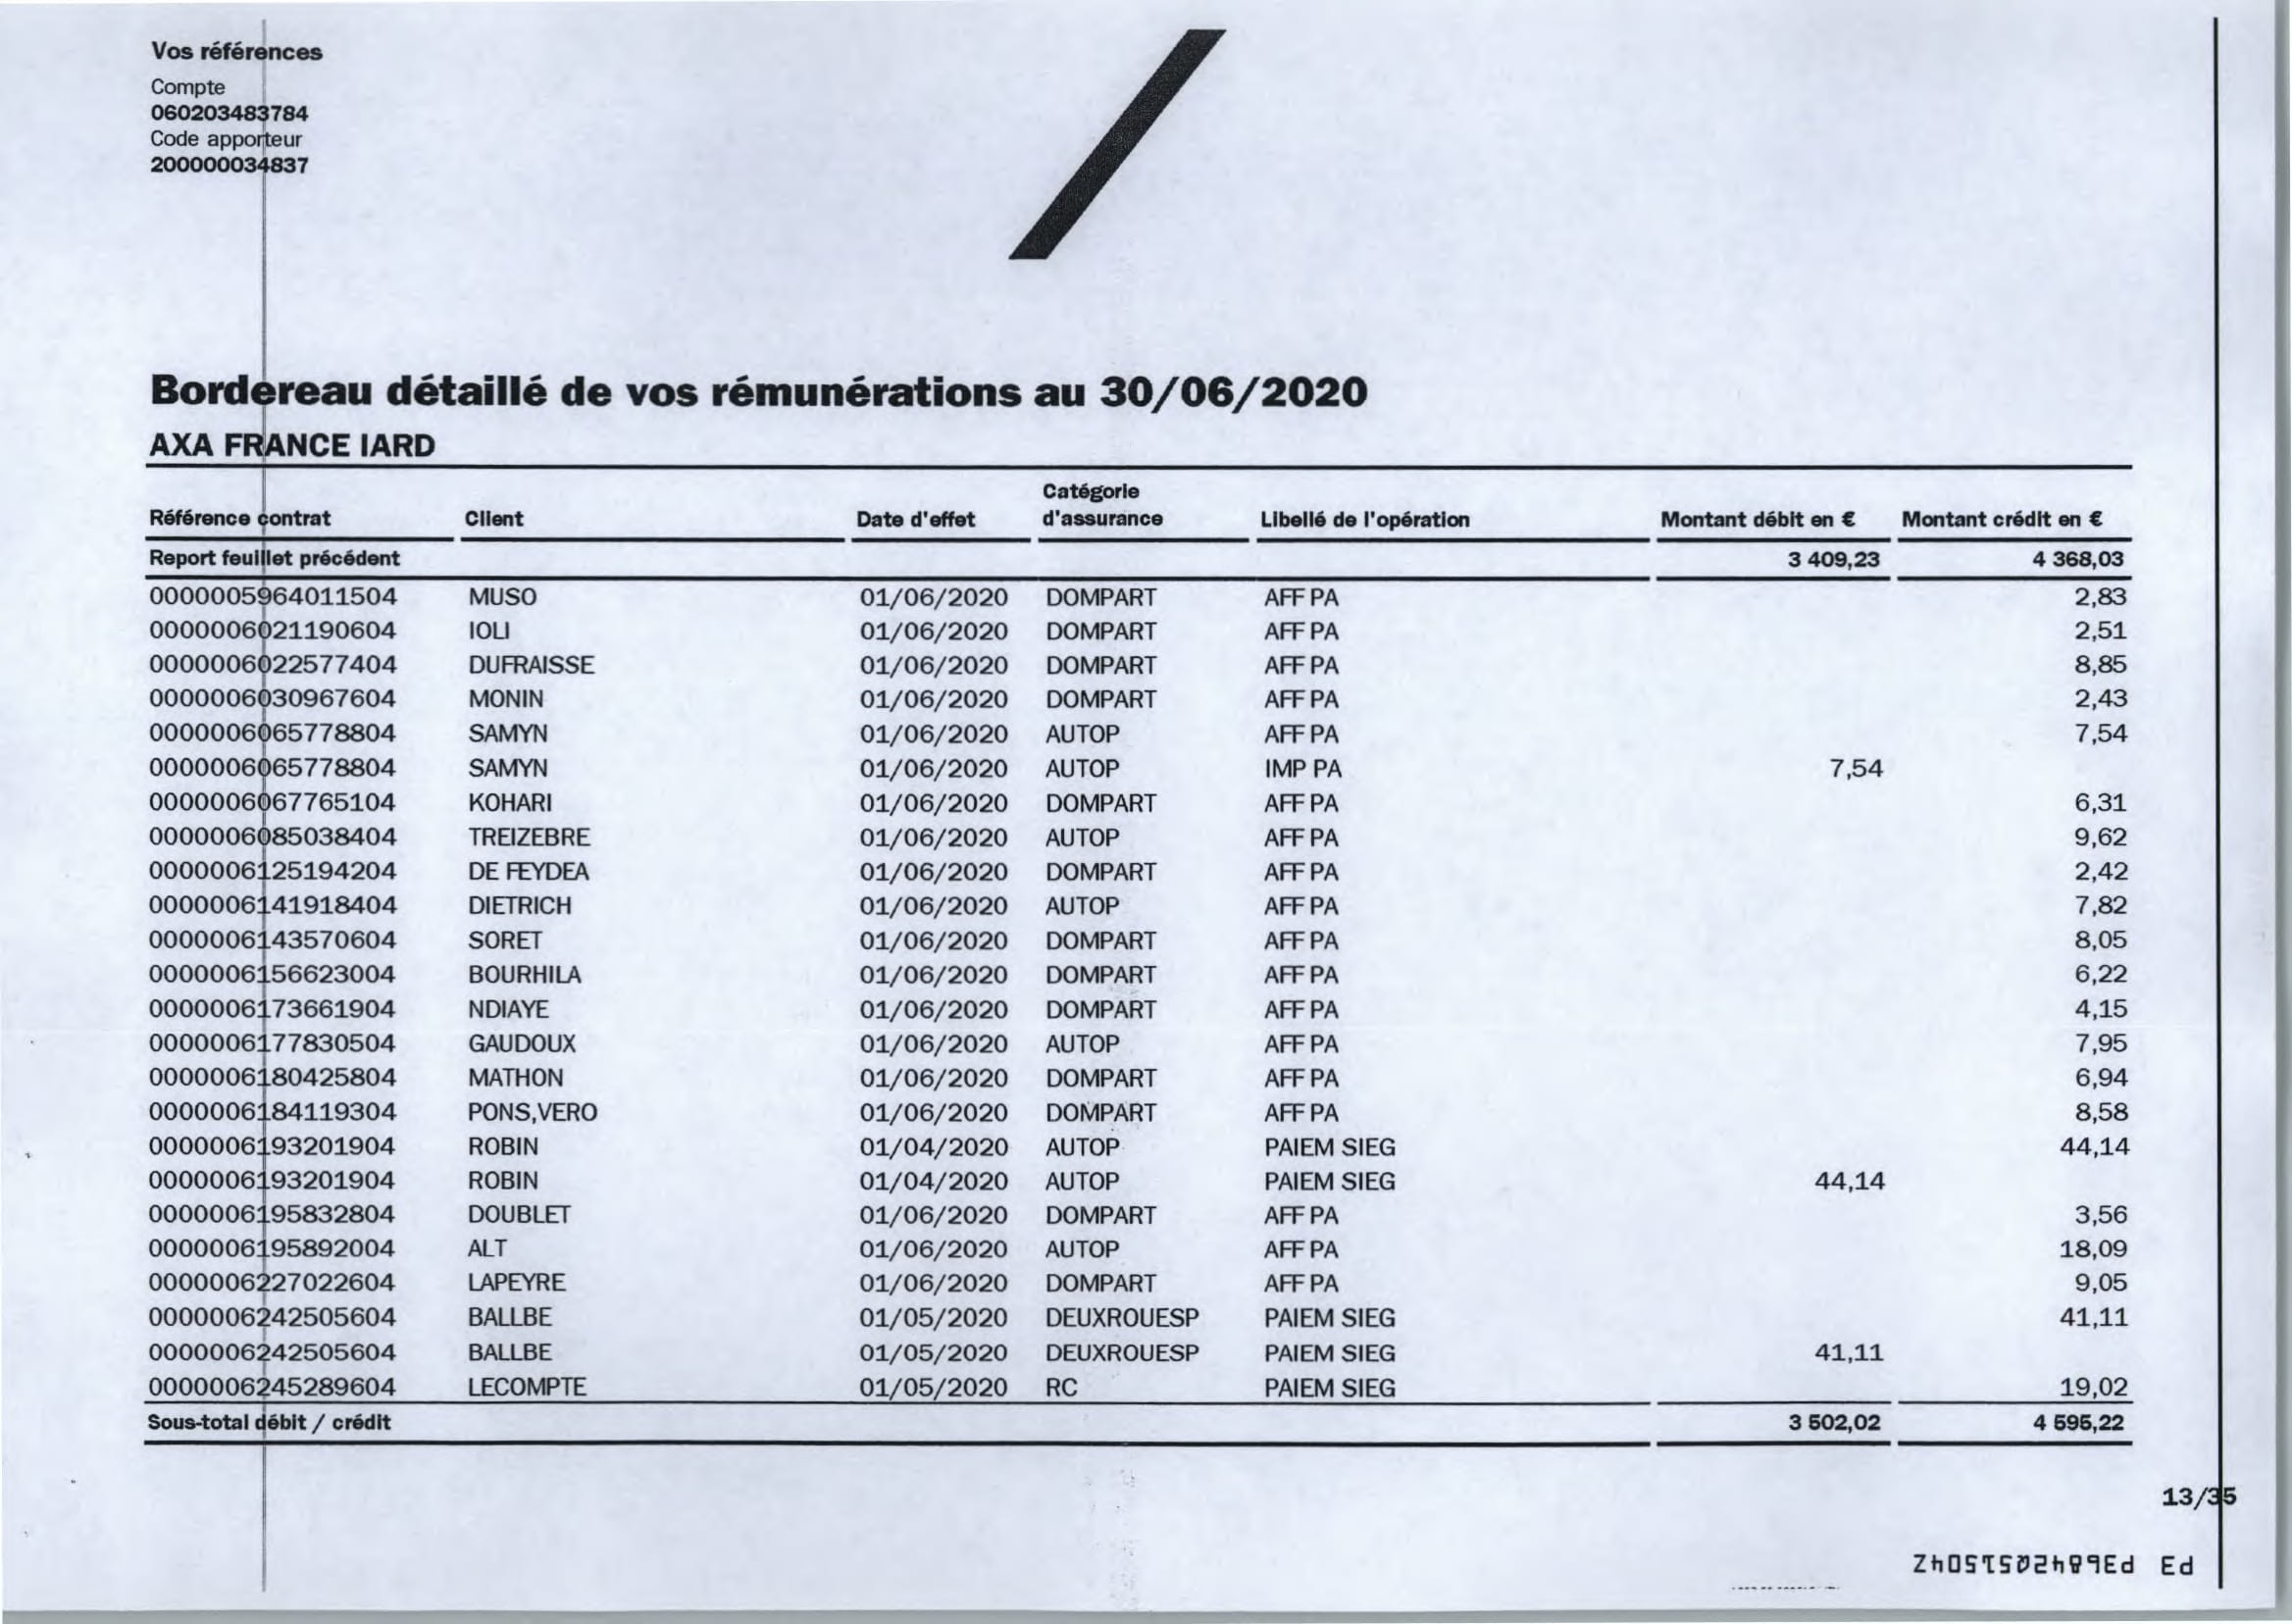 Vos références
Compte
060203483784
Code apporteur
200000034837
Bordereau détaillé de vos rémunérations au 30/06/2020
AXA FRANCE IARD
Référence contrat Client Date d'effet Catégorie d'assurance Libellé de l'opération Montant débit en € Montant crédit en €
Report feuillet précédent 3 409,23 4 368,03
0000005964011504 MUSO 01/06/2020 DOMPART AFF PA 2,83
0000006021190604 IOLI 01/06/2020 DOMPART AFF PA 2,51
0000006022577404 DUFRAISSE 01/06/2020 DOMPART AFF PA 8,85
0000006030967604 MONIN 01/06/2020 DOMPART AFF PA 2,43
0000006065778804 SAMYN 01/06/2020 AUTOP AFF PA 7,54
0000006065778804 SAMYN 01/06/2020 AUTOP IMP PA 7,54
0000006067765104 KOHARI 01/06/2020 DOMPART AFF PA 6,31
0000006085038404 TREIZEBRE 01/06/2020 AUTOP AFF PA 9,62
0000006125194204 DE FEYDEA 01/06/2020 DOMPART AFF PA 2,42
0000006141918404 DIETRICH 01/06/2020 AUTOP AFF PA 7,82
0000006143570604 SORET 01/06/2020 DOMPART AFF PA 8,05
0000006156623004 BOURHILA 01/06/2020 DOMPART AFF PA 6,22
0000006173661904 NDIAYE 01/06/2020 DOMPART AFF PA 4,15
0000006177830504 GAUDOUX 01/06/2020 AUTOP AFF PA 7,95
0000006180425804 MATHON 01/06/2020 DOMPART AFF PA 6,94
0000006184119304 PONS,VERO 01/06/2020 DOMPART AFF PA 8,58
0000006193201904 ROBIN 01/04/2020 AUTOP PAIEM SIEG 44,14
0000006193201904 ROBIN 01/04/2020 AUTOP PAIEM SIEG 44,14
0000006195832804 DOUBLET 01/06/2020 DOMPART AFF PA 3,56
0000006195892004 ALT 01/06/2020 AUTOP AFF PA 18,09
0000006227022604 LAPEYRE 01/06/2020 DOMPART AFF PA 9,05
0000006242505604 BALLBE 01/05/2020 DEUXROUESP PAIEM SIEG 41,11
0000006242505604 BALLBE 01/05/2020 DEUXROUESP PAIEM SIEG 41,11
0000006245289604 LECOMPTE 01/05/2020 RC PAIEM SIEG 19,02
Sous-total débit / crédit 3 502,02 4 595,22
13/35